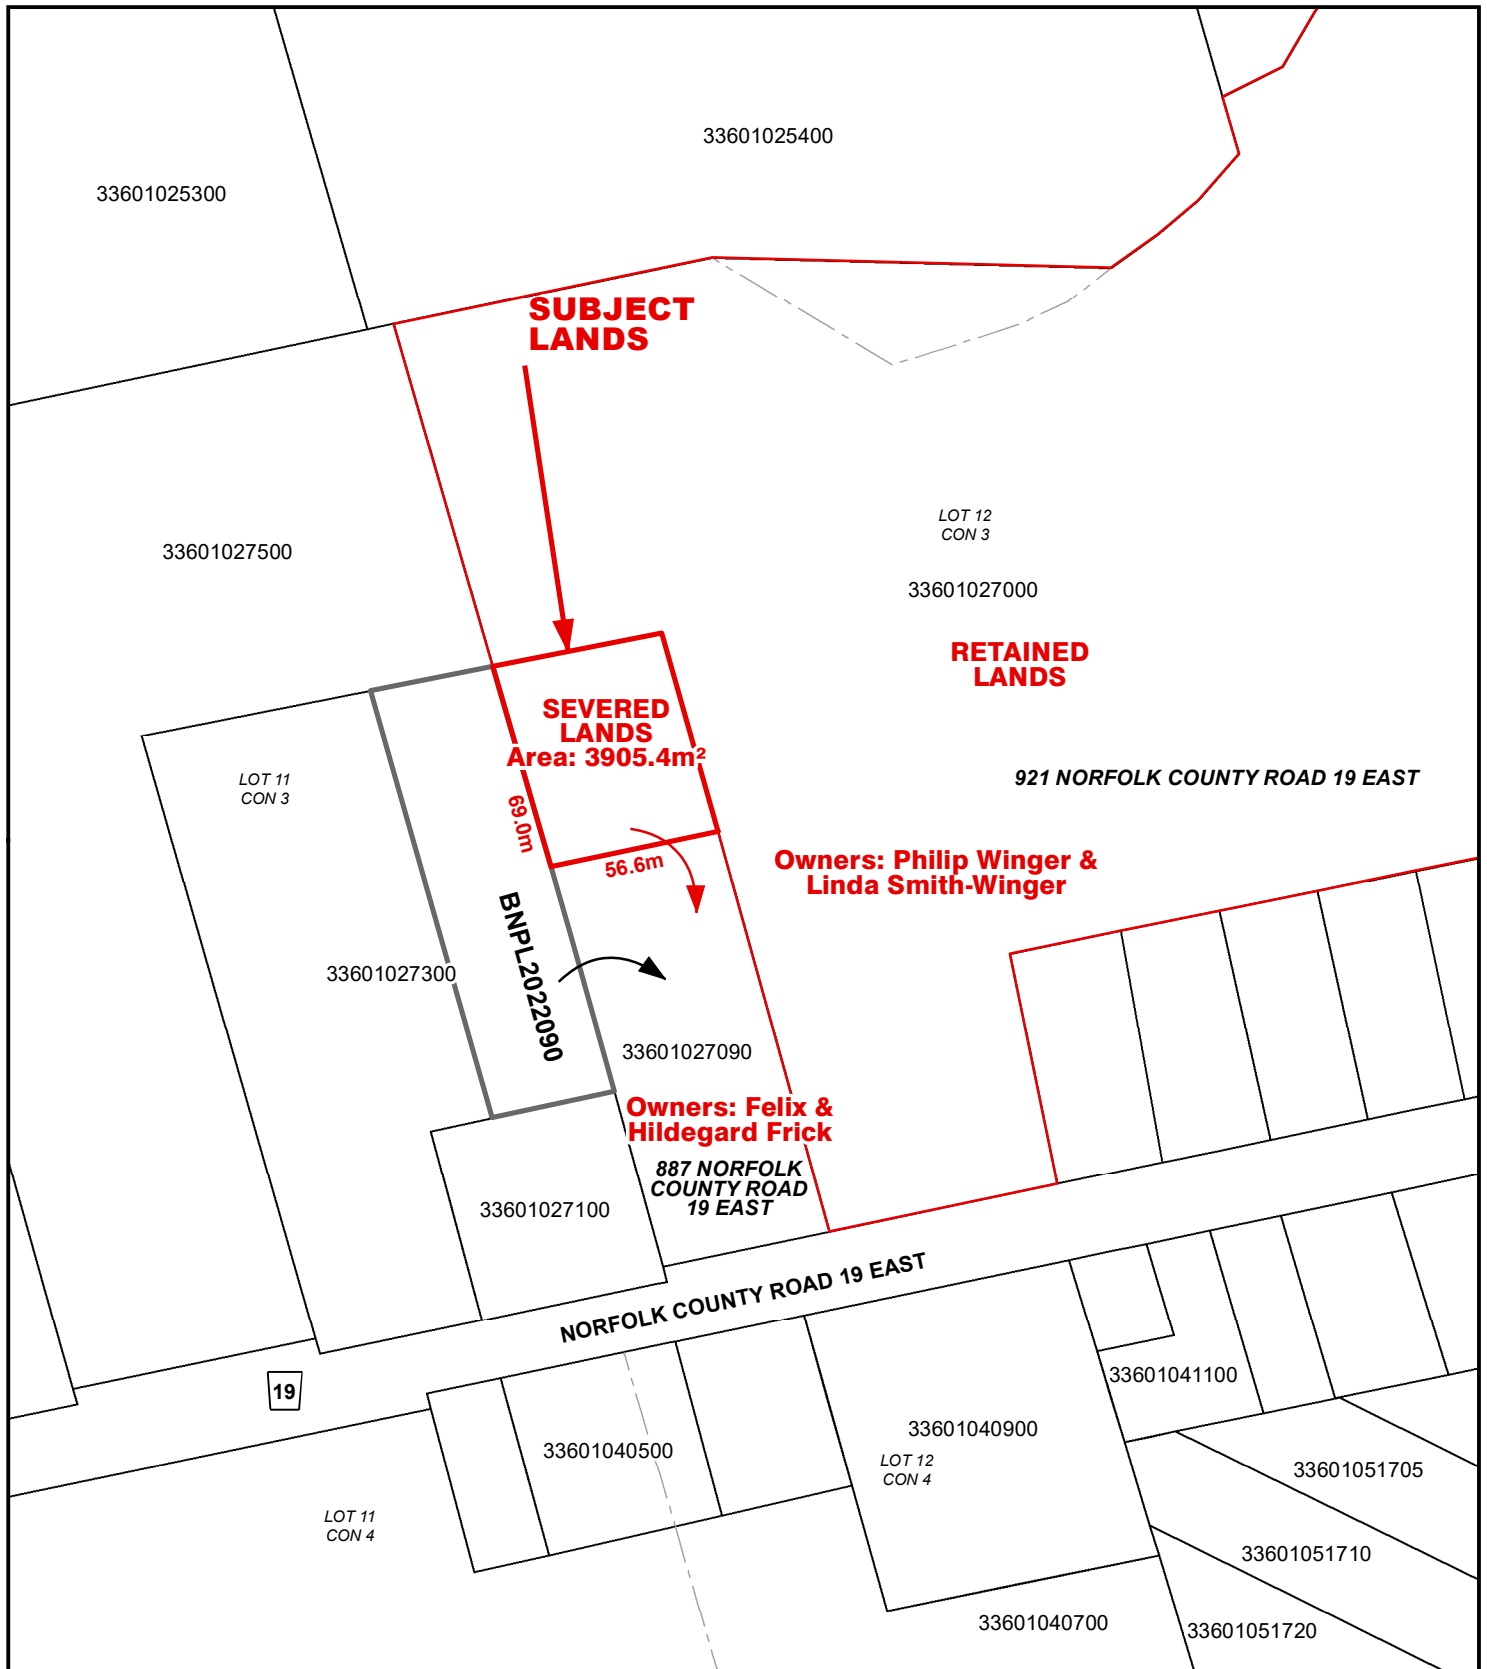 33601025400
33601025300
SUBJECT
LANDS
LOT 12
CON 3
33601027500
33601027000
RETAINED
LANDS
SEVERED
LANDS
Area: 3905.4m²
LOT 11
CON 3
921 NORFOLK COUNTY ROAD 19 EAST
69.0m
56.6m
Owners: Philip Winger &
Linda Smith-Winger
BNPL2022090
33601027300
33601027090
Owners: Felix &
Hildegard Frick
887 NORFOLK
COUNTY ROAD
19 EAST
33601027100
NORFOLK COUNTY ROAD 19 EAST
19
33601041100
33601040900
33601040500
LOT 12
CON 4
33601051705
LOT 11
CON 4
33601051710
33601040700
33601051720